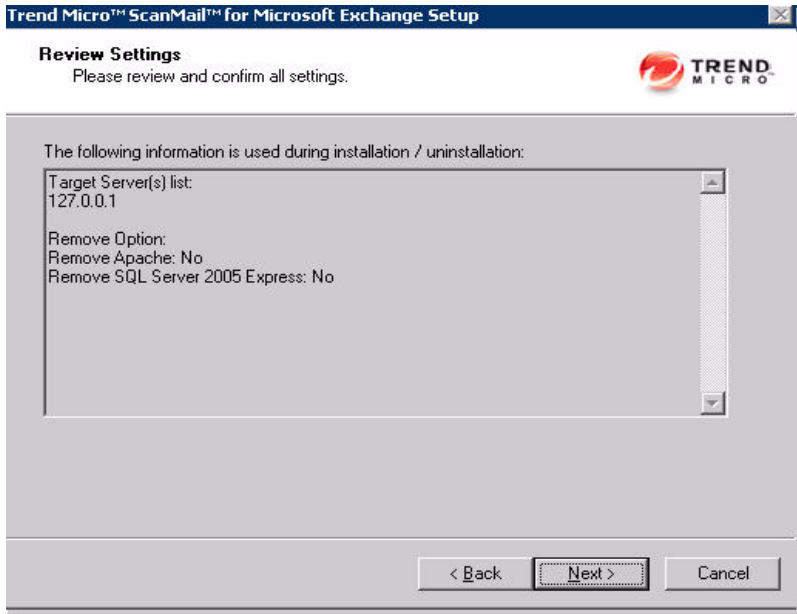 Trend Micro™ ScanMail™ for Microsoft Exchange Setup
Review Settings
Please review and confirm all settings.
TREND
MICRO
The following information is used during installation / uninstallation:
Target Server(s) list:
127.0.0.1
Remove Option:
Remove Apache: No
Remove SQL Server 2005 Express: No
< Back
Next >
Cancel